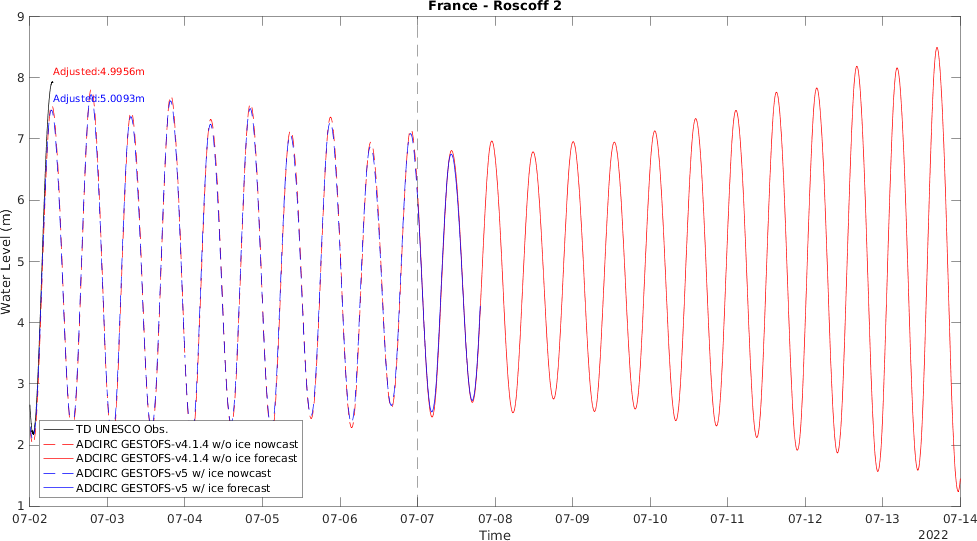 France - Roscoff 2
9
8
7
6
5
4
3
2
1
Water Level (m)
Adjusted:4.9956m
Adjusted:5.0093m
TD UNESCO Obs.
ADCIRC GESTOFS-v4.1.4 w/o ice nowcast
ADCIRC GESTOFS-v4.1.4 w/o ice forecast
ADCIRC GESTOFS-v5 w/ ice nowcast
ADCIRC GESTOFS-v5 w/ ice forecast
07-02 07-03 07-04 07-05 07-06 07-07 07-08 07-09 07-10 07-11 07-12 07-13 07-14
Time
2022